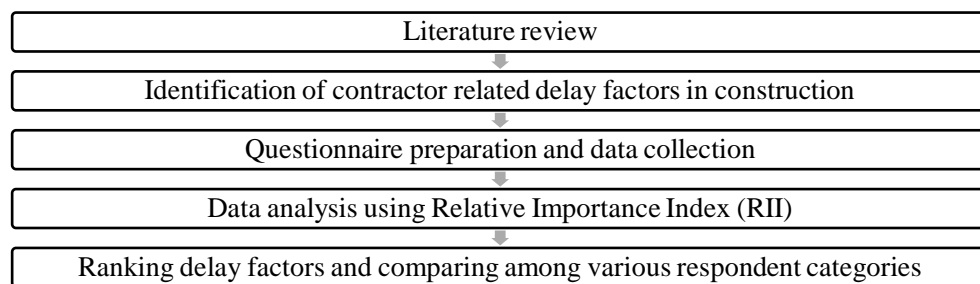 Literature review
Identification of contractor related delay factors in construction
Questionnaire preparation and data collection
Data analysis using Relative Importance Index (RII)
Ranking delay factors and comparing among various respondent categories